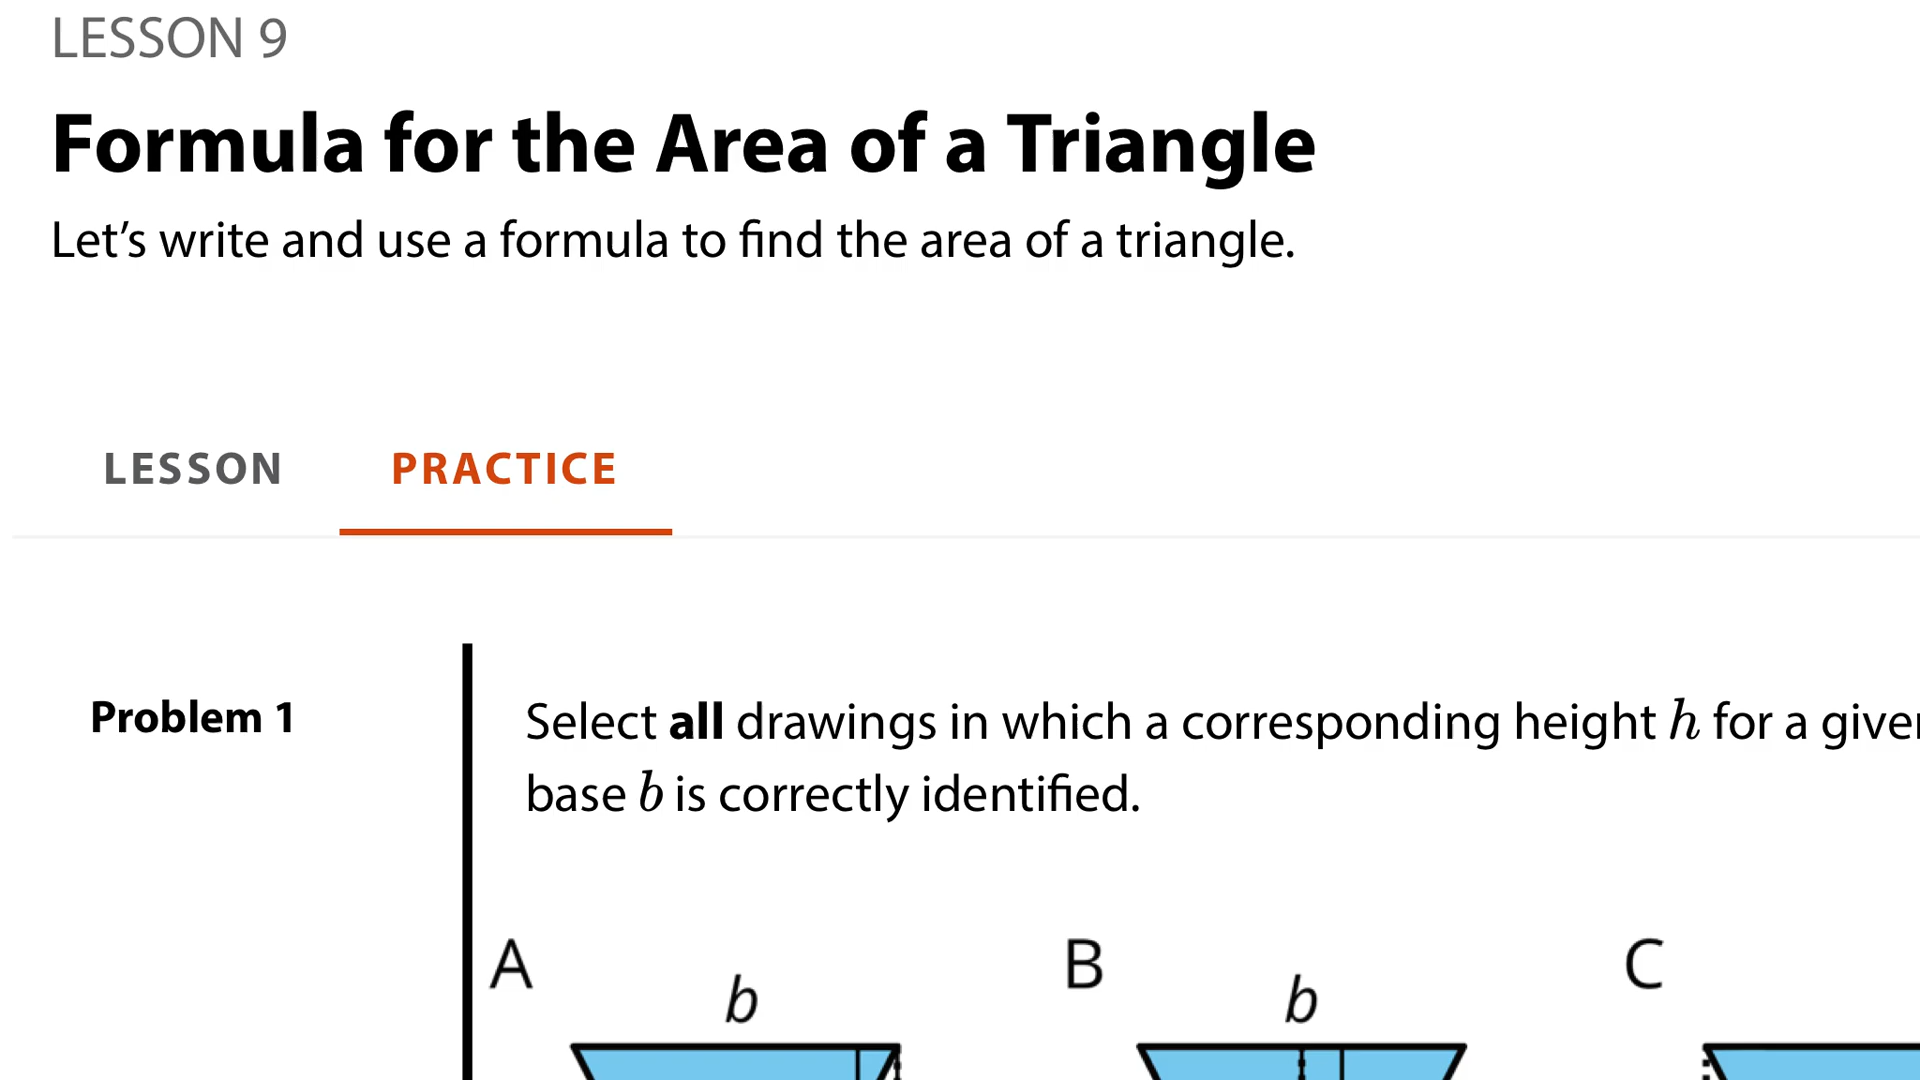 LESSON 9
Formula for the Area of a Triangle
Let’s write and use a formula to find the area of a triangle.
LESSON PRACTICE
Problem 1
Select all drawings in which a corresponding height h for a
base b is correctly identified.
A B C
b b